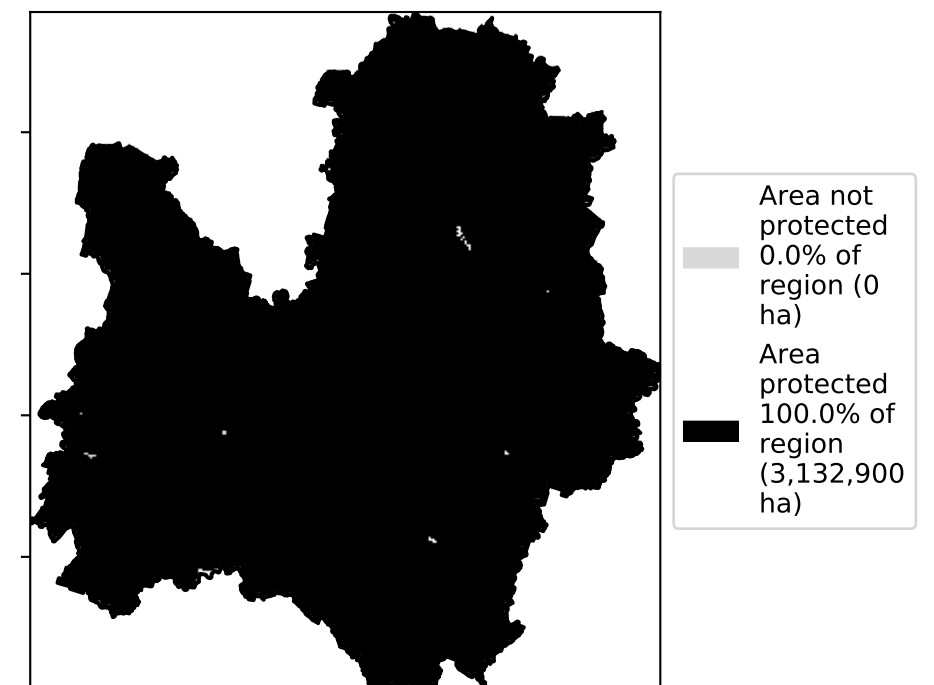 Area not
protected
0.0% of
region (0
ha)
Area
protected
100.0% of
region
(3,132,900
ha)